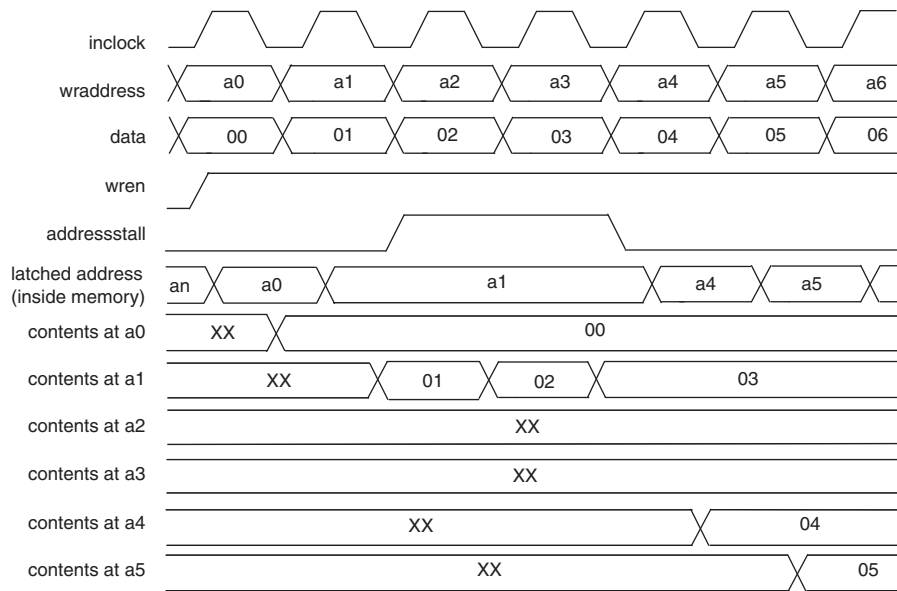 inclock
wraddress a0 a1 a2 a3 a4 a5 a6
data 00 01 02 03 04 05 06
wren
addressstall
latched address
(inside memory) an a0 a1 a4 a5
contents at a0 XX 00
contents at a1 XX 01 02 03
contents at a2 XX
contents at a3 XX
contents at a4 XX 04
contents at a5 XX 05